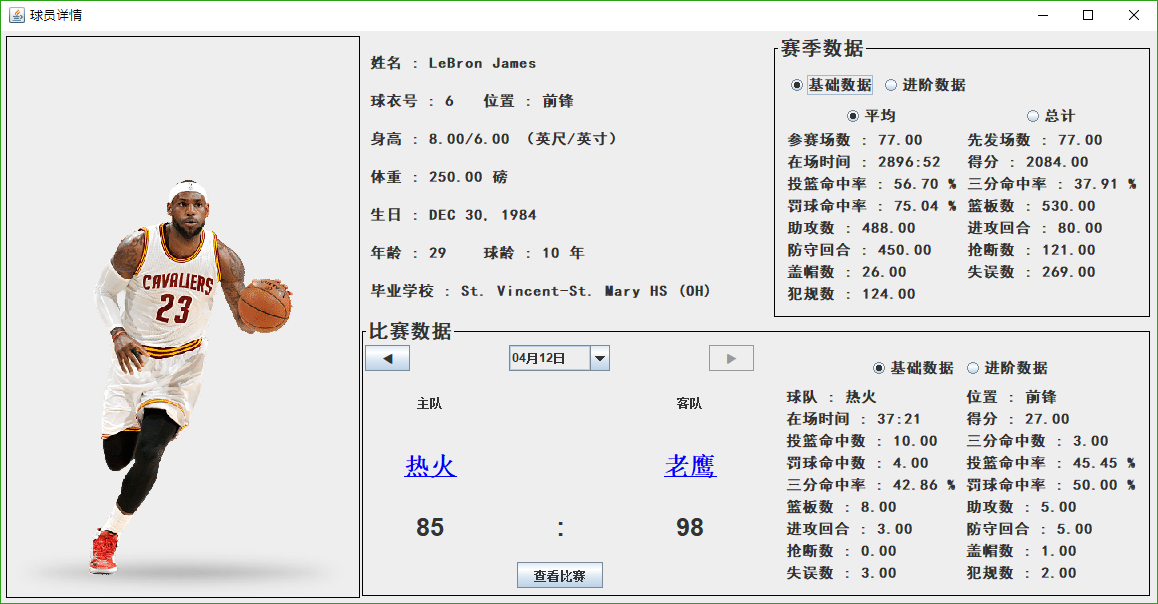 球员详情
CAVALIERS
23
姓名 : LeBron James
球衣号 : 6 位置 : 前锋
身高 : 8.00/6.00 (英尺/英寸)
体重 : 250.00 磅
生日 : DEC 30, 1984
年龄 : 29 球龄 : 10 年
毕业学校 : St. Vincent-St. Mary HS (OH)
赛季数据
基础数据 进阶数据
平均 总计
参赛场数 : 77.00 先发场数 : 77.00
在场时间 : 2896:52 得分 : 2084.00
投篮命中率 : 56.70 % 三分命中率 : 37.91 %
罚球命中率 : 75.04 % 篮板数 : 530.00
助攻数 : 488.00 进攻回合 : 80.00
防守回合 : 450.00 抢断数 : 121.00
盖帽数 : 26.00 失误数 : 269.00
犯规数 : 124.00
比赛数据
04月12日
主队 客队
热火 老鹰
85 : 98
查看比赛
基础数据 进阶数据
球队 : 热火 位置 : 前锋
在场时间 : 37:21 得分 : 27.00
投篮命中数 : 10.00 三分命中数 : 3.00
罚球命中数 : 4.00 投篮命中率 : 45.45 %
三分命中率 : 42.86 % 罚球命中率 : 50.00 %
篮板数 : 8.00 助攻数 : 5.00
进攻回合 : 3.00 防守回合 : 5.00
抢断数 : 0.00 盖帽数 : 1.00
失误数 : 3.00 犯规数 : 2.00